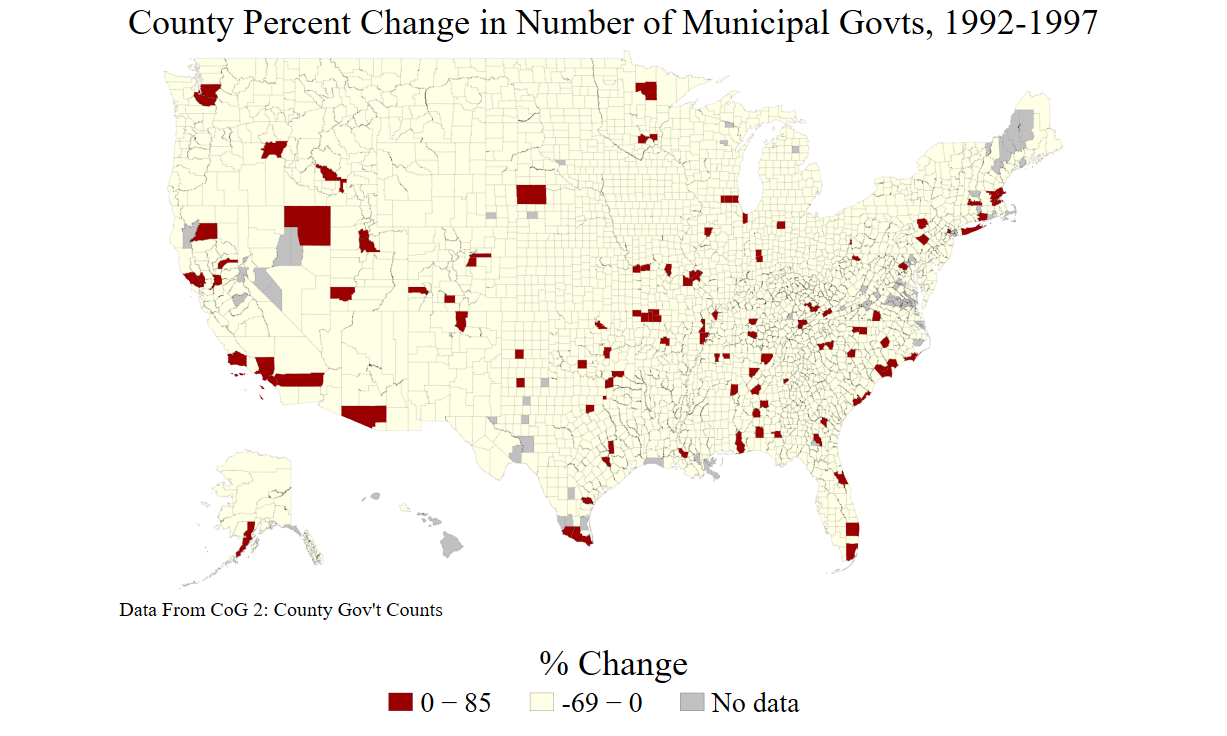 County Percent Change in Number of Municipal Govts, 1992-1997
Data From CoG 2: County Gov't Counts
% Change
0 − 85
-69 − 0
No data